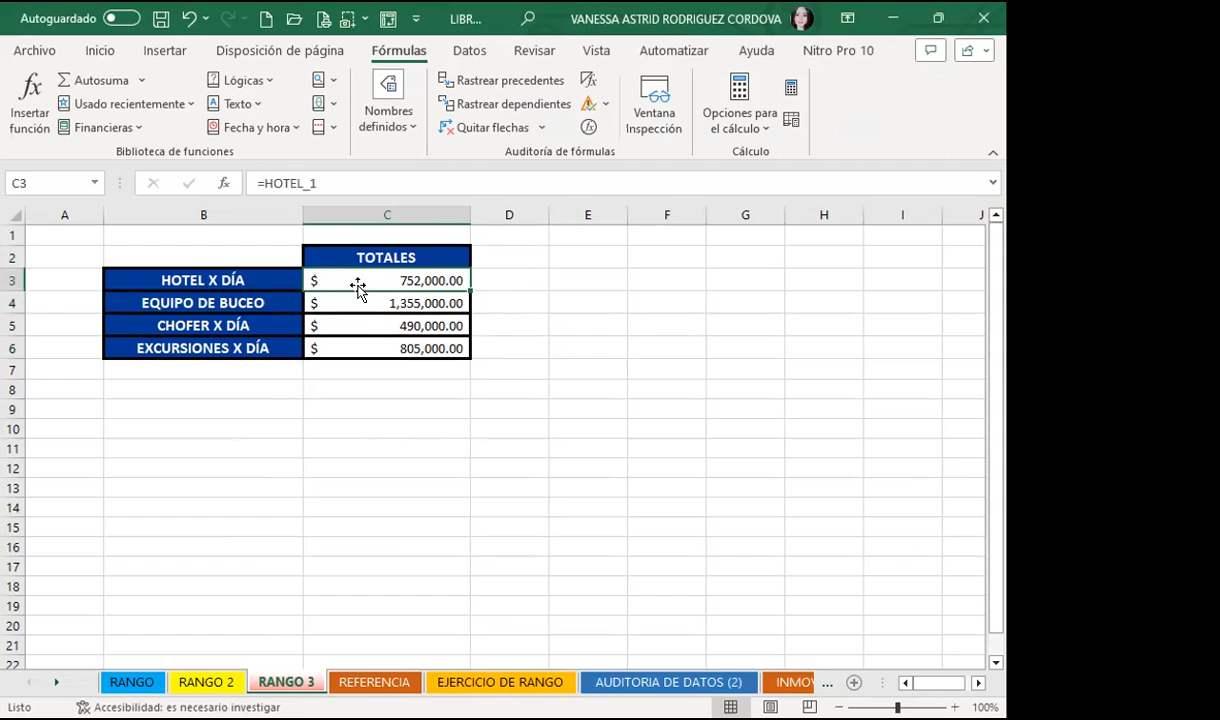 Autoguardado LIBR... VANESSA ASTRID RODRIGUEZ CORDOVA
Archivo Inicio Insertar Disposición de página Fórmulas Datos Revisar Vista Automatizar Ayuda Nitro Pro 10
fx Insertar función
Autosuma
Usado recientemente
Financieras
Lógicas
Texto
Fecha y hora
Biblioteca de funciones
Nombres definidos
Rastrear precedentes
Rastrear dependientes
Quitar flechas
Auditoría de fórmulas
Ventana Inspección
Opciones para el cálculo
Cálculo
C3 fx =HOTEL_1
A B C D E F G H I J
1
2 TOTALES
3 HOTEL X DÍA $ 752,000.00
4 EQUIPO DE BUCEO 1,355,000.00
5 CHOFER X DÍA $ 490,000.00
6 EXCURSIONES X DÍA $ 805,000.00
7
8
9
10
11
12
13
14
15
16
17
18
19
20
21
22
RANGO RANGO 2 RANGO 3 REFERENCIA EJERCICIO DE RANGO AUDITORIA DE DATOS (2) INMOV ...
Listo Accesibilidad: es necesario investigar 100%